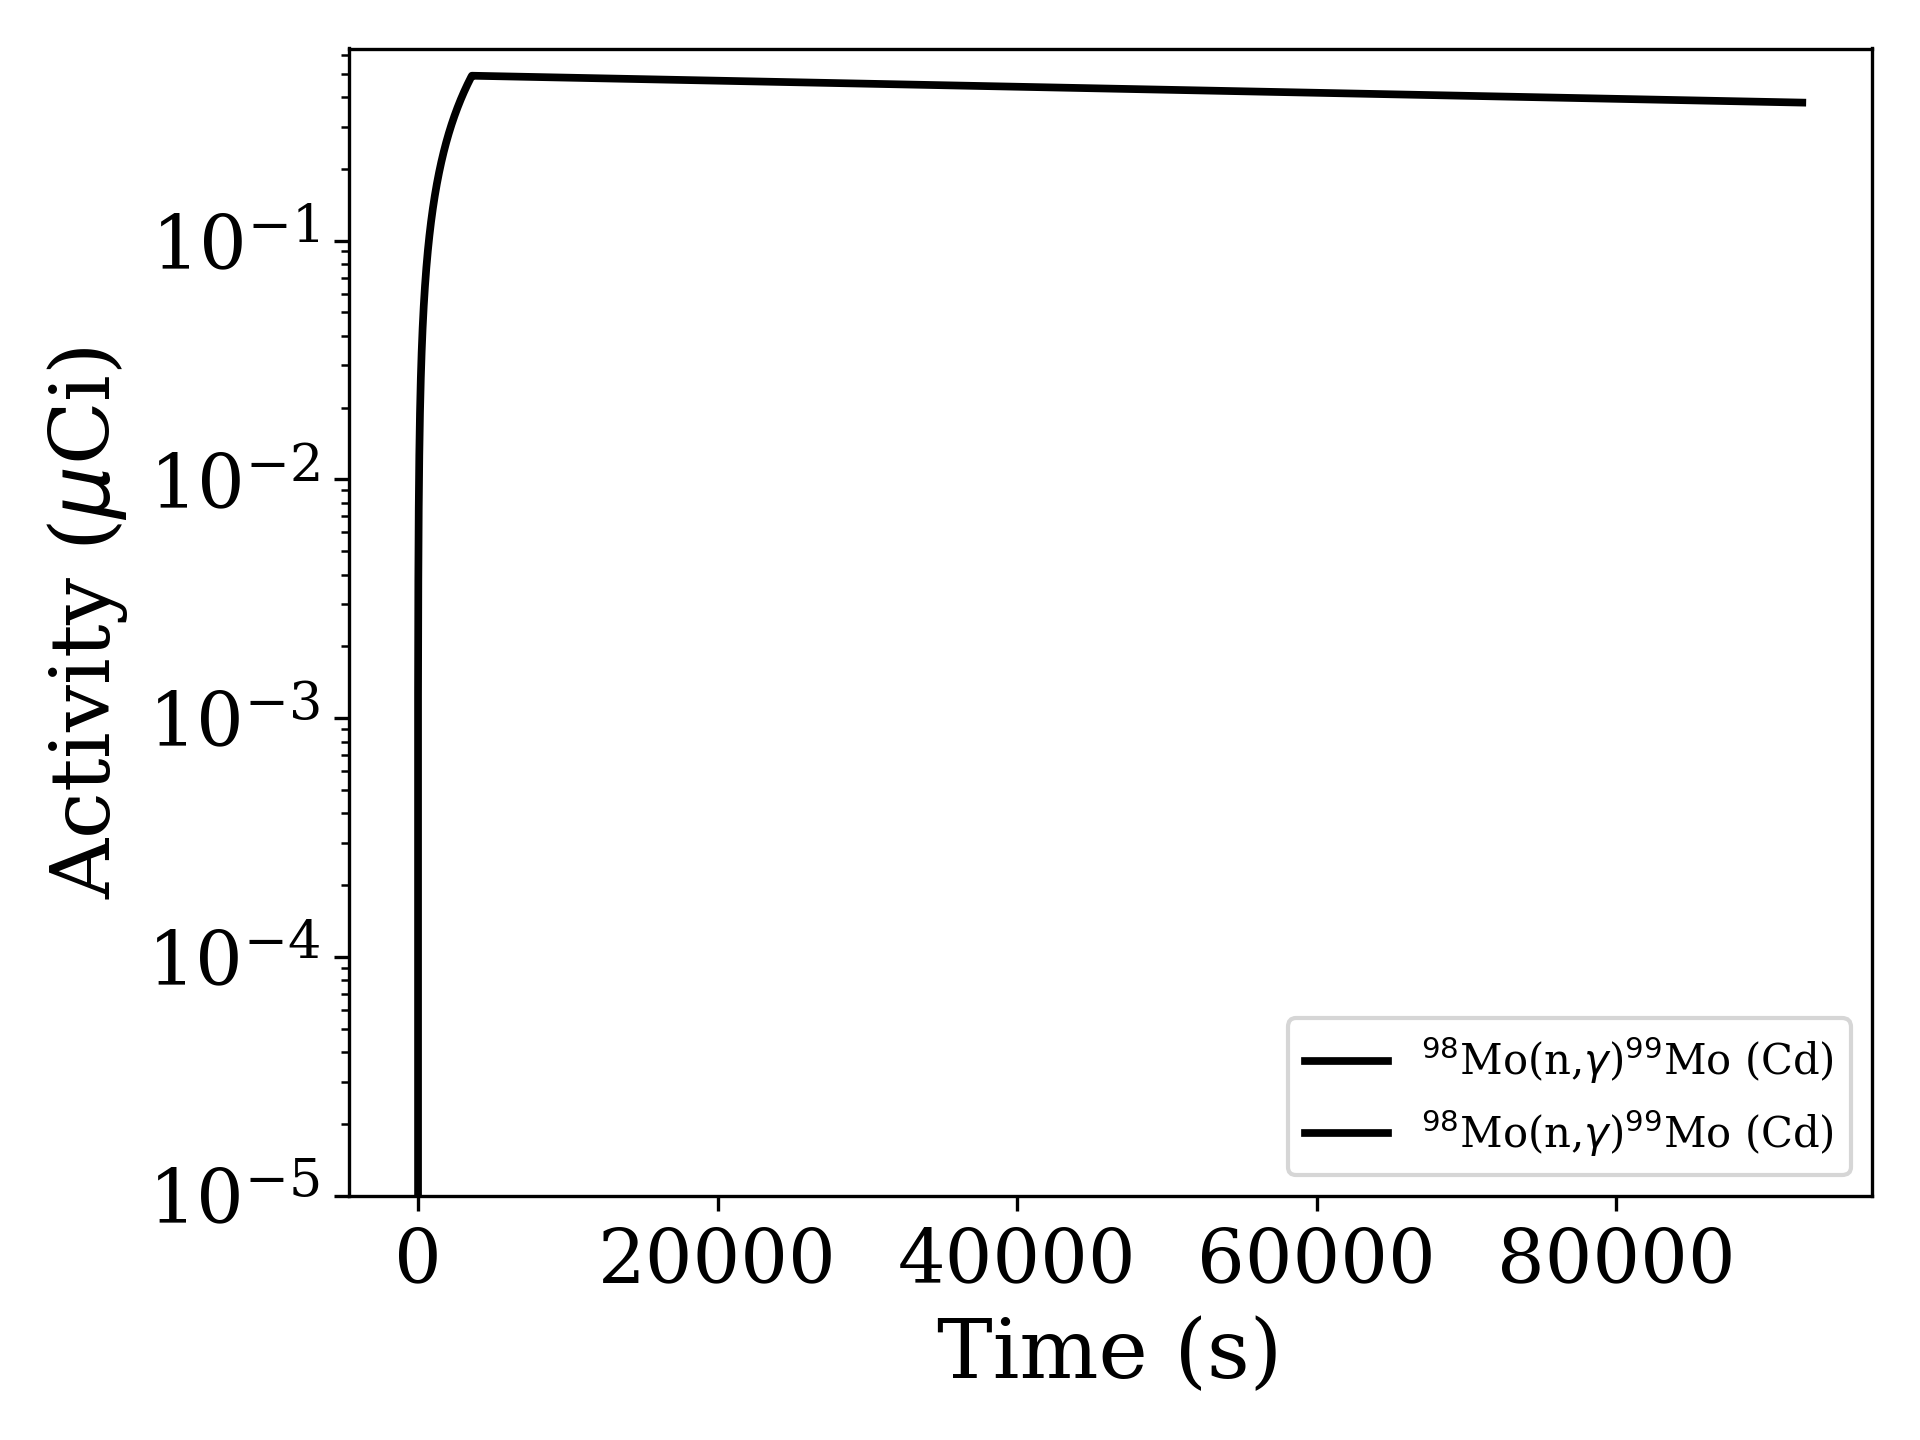 Activity (μCi)
10⁻¹
10⁻²
10⁻³
10⁻⁴
10⁻⁵
0 20000 40000 60000 80000
Time (s)
⁹⁸Mo(n,γ)⁹⁹Mo (Cd)
⁹⁸Mo(n,γ)⁹⁹Mo (Cd)